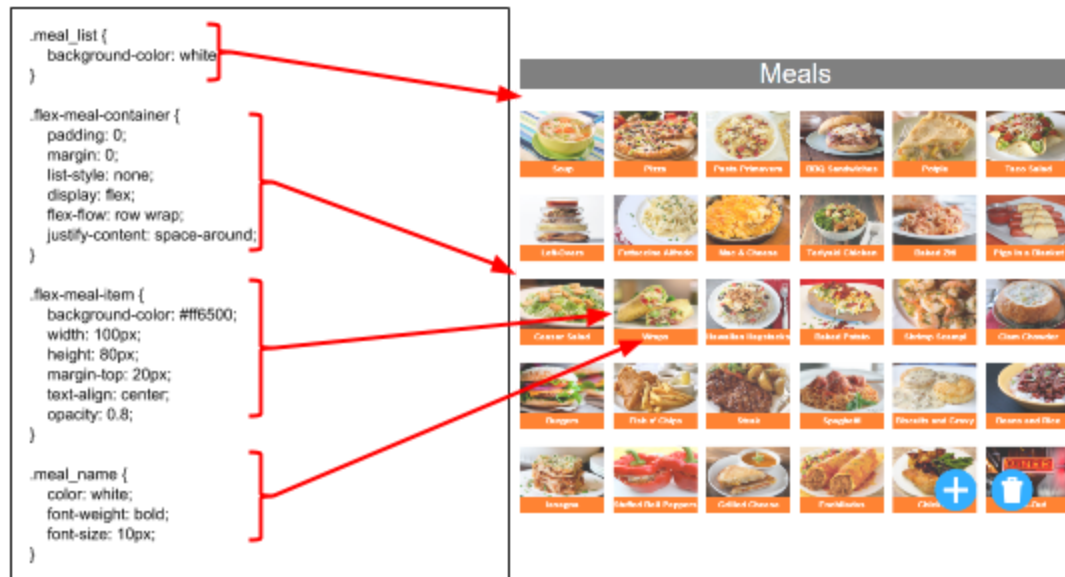 .meal_list {
background-color: white
}
.flex-meal-container {
padding: 0;
margin: 0;
list-style: none;
display: flex;
flex-flow: row wrap;
justify-content: space-around;
}
.flex-meal-item {
background-color: #ff6500;
width: 100px;
height: 80px;
margin-top: 20px;
text-align: center;
opacity: 0.8;
}
.meal_name {
color: white;
font-weight: bold;
font-size: 10px;
}
Meals
Soup Pizza Pasta Primavera BBQ Sandwiches Potpie Taco Salad
Leftovers Fettuccine Alfredo Mac & Cheese Teriyaki Chicken Baked Ziti Pigs in a Blanket
Caesar Salad Wraps Hawaiian Baked Potato Shrimp Scampi Clam Chowder
Burgers Fish n' Chips Steak Spaghetti Biscuits and Gravy Beans and Rice
lasagna Stuffed Bell Peppers Grilled Cheese Enchiladas
DINER